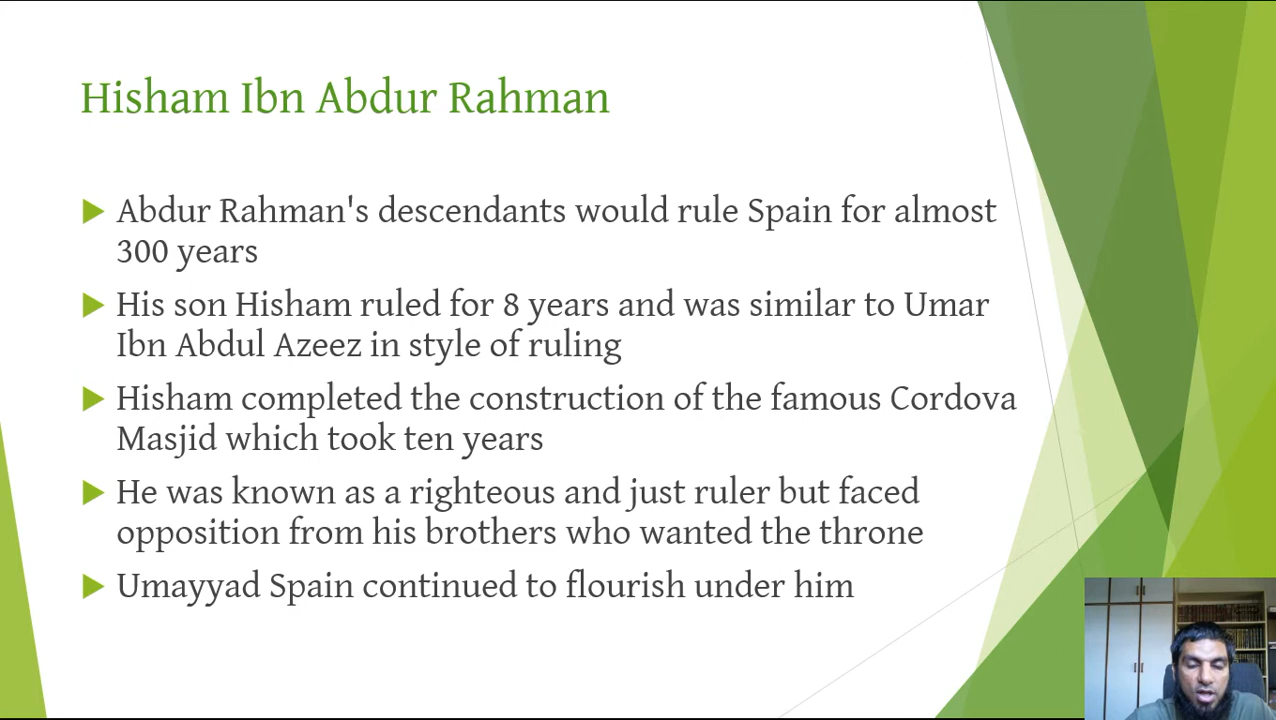 Hisham Ibn Abdur Rahman
Abdur Rahman's descendants would rule Spain for almost
300 years
His son Hisham ruled for 8 years and was similar to Umar
Ibn Abdul Azeez in style of ruling
Hisham completed the construction of the famous Cordova
Masjid which took ten years
He was known as a righteous and just ruler but faced
opposition from his brothers who wanted the throne
Umayyad Spain continued to flourish under him